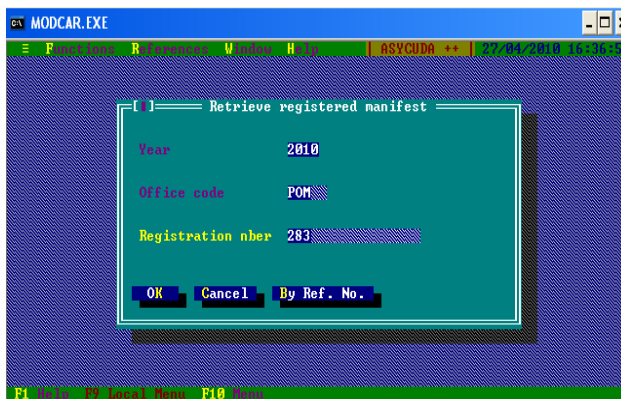 MODCAR.EXE
Functions References Window Help | ASYCUDA ++ | 27/04/2010 16:36:5
Retrieve registered manifest
Year 2010
Office code POM
Registration nber 283
OK Cancel By Ref. No.
F1 Help F9 Local Menu F10 Menu